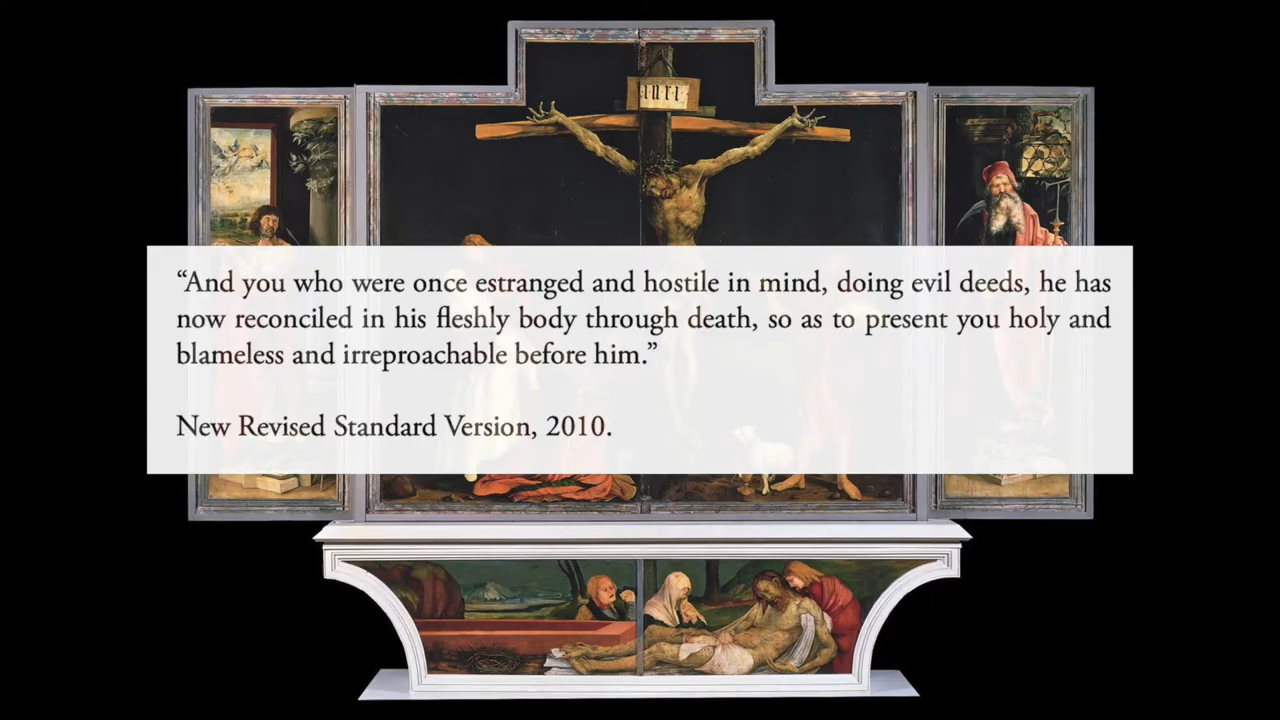 INRI
“And you who were once estranged and hostile in mind, doing evil deeds, he has
now reconciled in his fleshly body through death, so as to present you holy and
blameless and irreproachable before him.”
New Revised Standard Version, 2010.